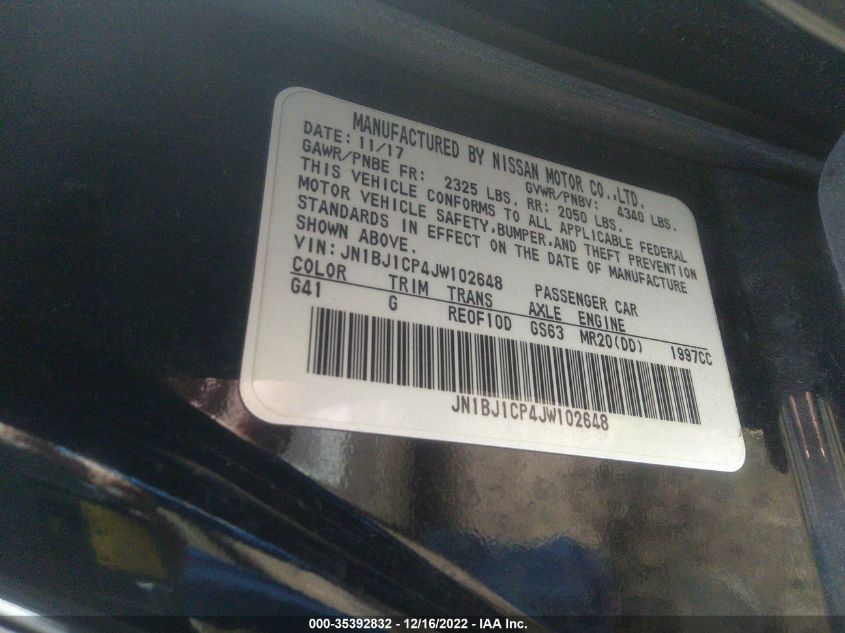 MANUFACTURED BY NISSAN MOTOR CO.,LTD.
DATE: 11/17 GVWR/PNBV: 4340 LBS.
GAWR/PNBE FR: 2325 LBS. RR: 2050 LBS.
THIS VEHICLE CONFORMS TO ALL APPLICABLE FEDERAL
MOTOR VEHICLE SAFETY,BUMPER,AND THEFT PREVENTION
STANDARDS IN EFFECT ON THE DATE OF MANUFACTURE
SHOWN ABOVE.
VIN: JN1BJ1CP4JW102648 PASSENGER CAR
COLOR TRIM TRANS AXLE ENGINE
G41 G RE0F10D GS63 MR20(DD) 1997CC
JN1BJ1CP4JW102648
000-35392832 - 12/16/2022 - IAA Inc.